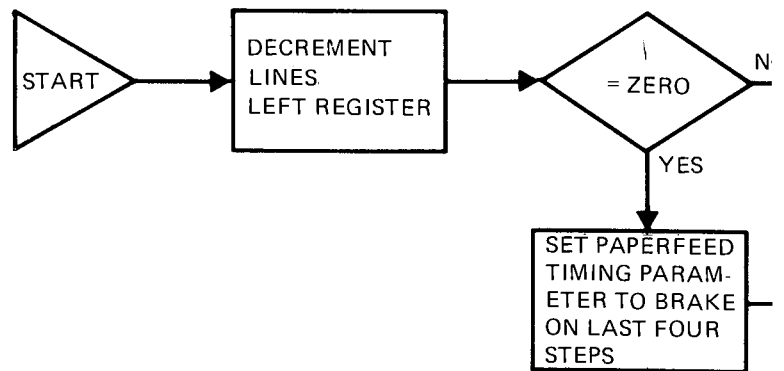 START
DECREMENT
LINES
LEFT REGISTER
= ZERO
YES
SET PAPERFEED
TIMING PARAM-
ETER TO BRAKE
ON LAST FOUR
STEPS